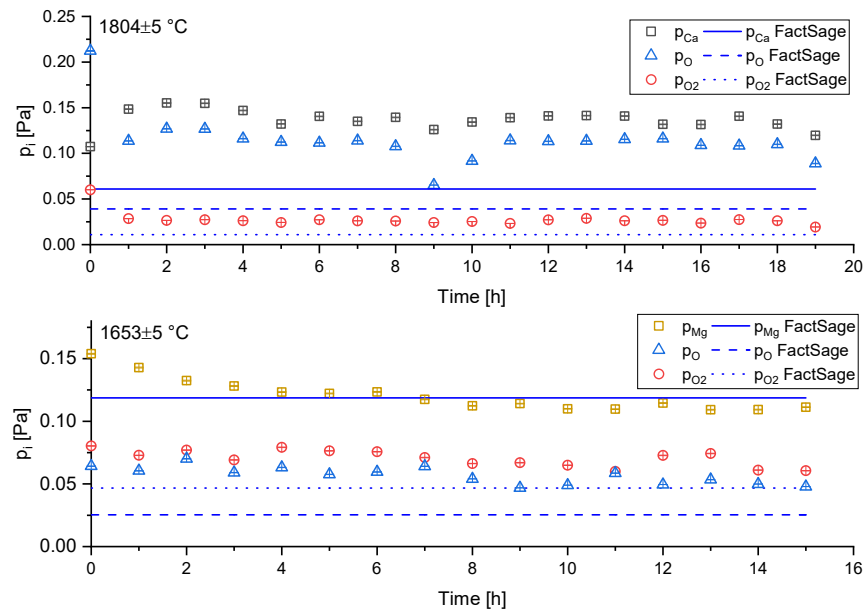 1804±5 °C
p_Ca p_Ca FactSage
p_O p_O FactSage
p_O2 p_O2 FactSage
0.25
0.20
0.15
0.10
0.05
0.00
p_i [Pa]
0 2 4 6 8 10 12 14 16 18 20
Time [h]
1653±5 °C
p_Mg p_Mg FactSage
p_O p_O FactSage
p_O2 p_O2 FactSage
0.15
0.10
0.05
0.00
p_i [Pa]
0 2 4 6 8 10 12 14 16
Time [h]